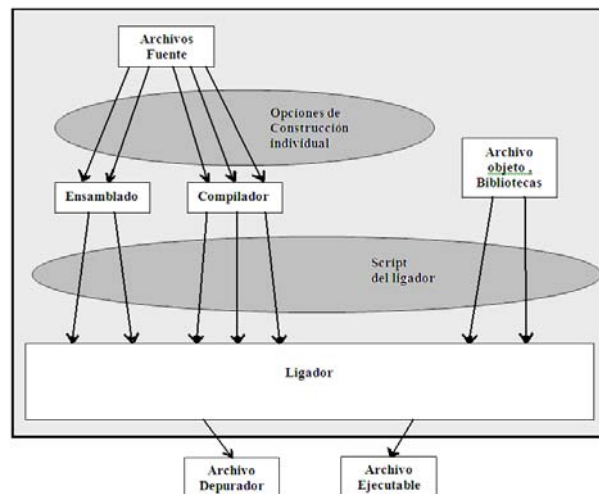 Archivos
Fuente
Opciones de
Construcción
individual
Archivo
objeto ,
Bibliotecas
Ensamblado
Compilador
Script
del ligador
Ligador
Archivo
Depurador
Archivo
Ejecutable